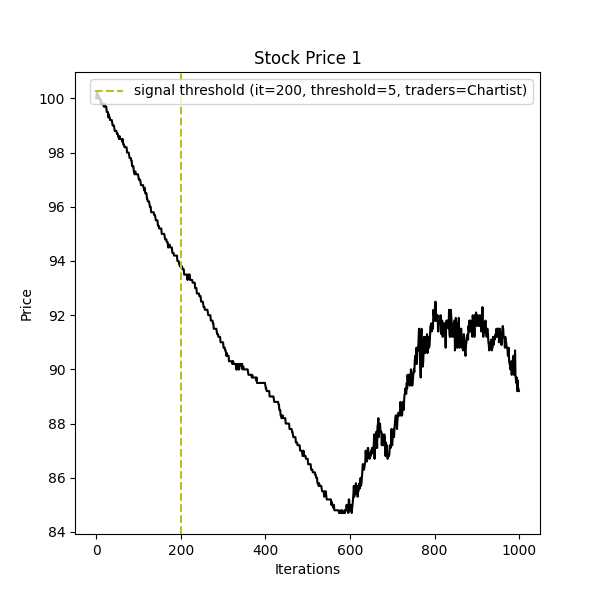 Stock Price 1
signal threshold (it=200, threshold=5, traders=Chartist)
100
98
96
94
92
90
88
86
84
Price
0 200 400 600 800 1000
Iterations